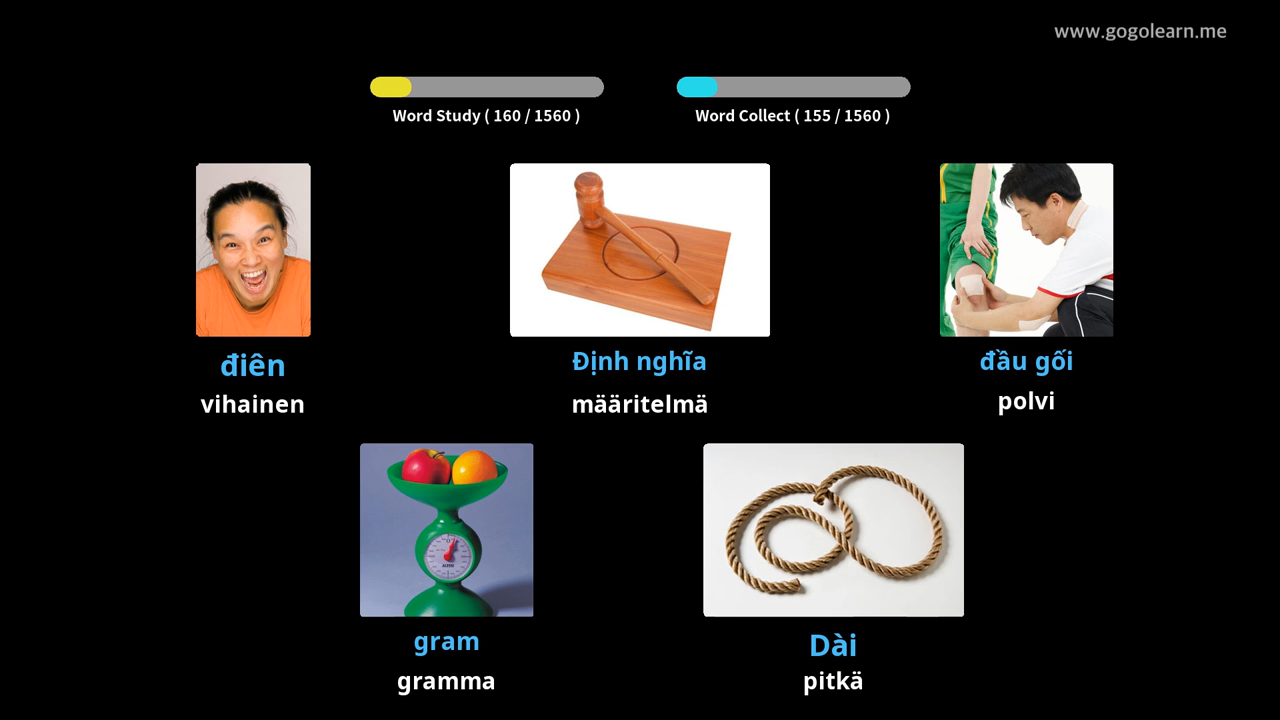 www.gogolearn.me
Word Study ( 160 / 1560 )
Word Collect ( 155 / 1560 )
điên
vihainen
Định nghĩa
määritelmä
đầu gối
polvi
gram
gramma
Dài
pitkä